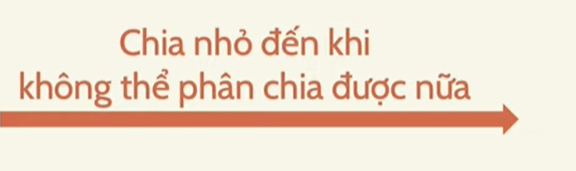 Chia nhỏ đến khi
không thể phân chia được nữa